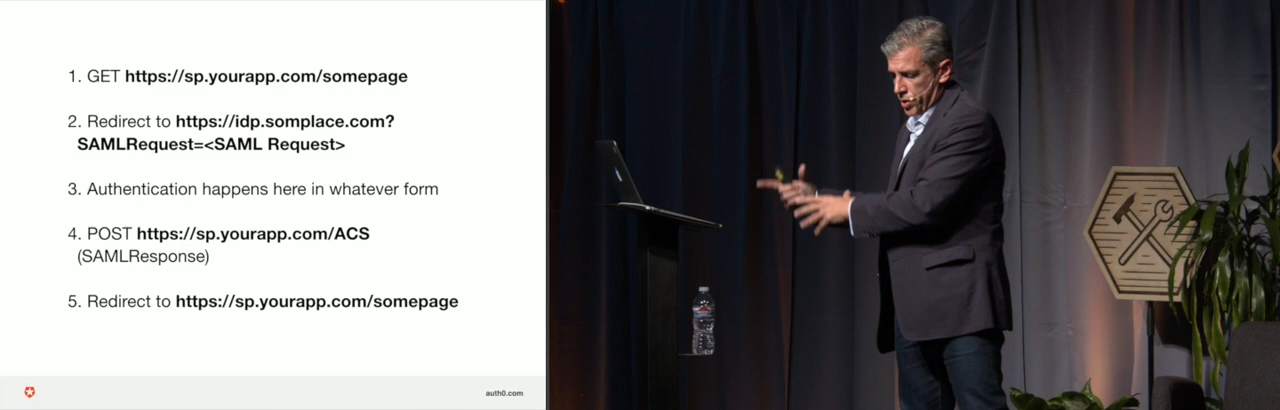 1. GET https://sp.yourapp.com/somepage
2. Redirect to https://idp.somplace.com?
SAMLRequest=<SAML Request>
3. Authentication happens here in whatever form
4. POST https://sp.yourapp.com/ACS
(SAMLResponse)
5. Redirect to https://sp.yourapp.com/somepage
auth0.com